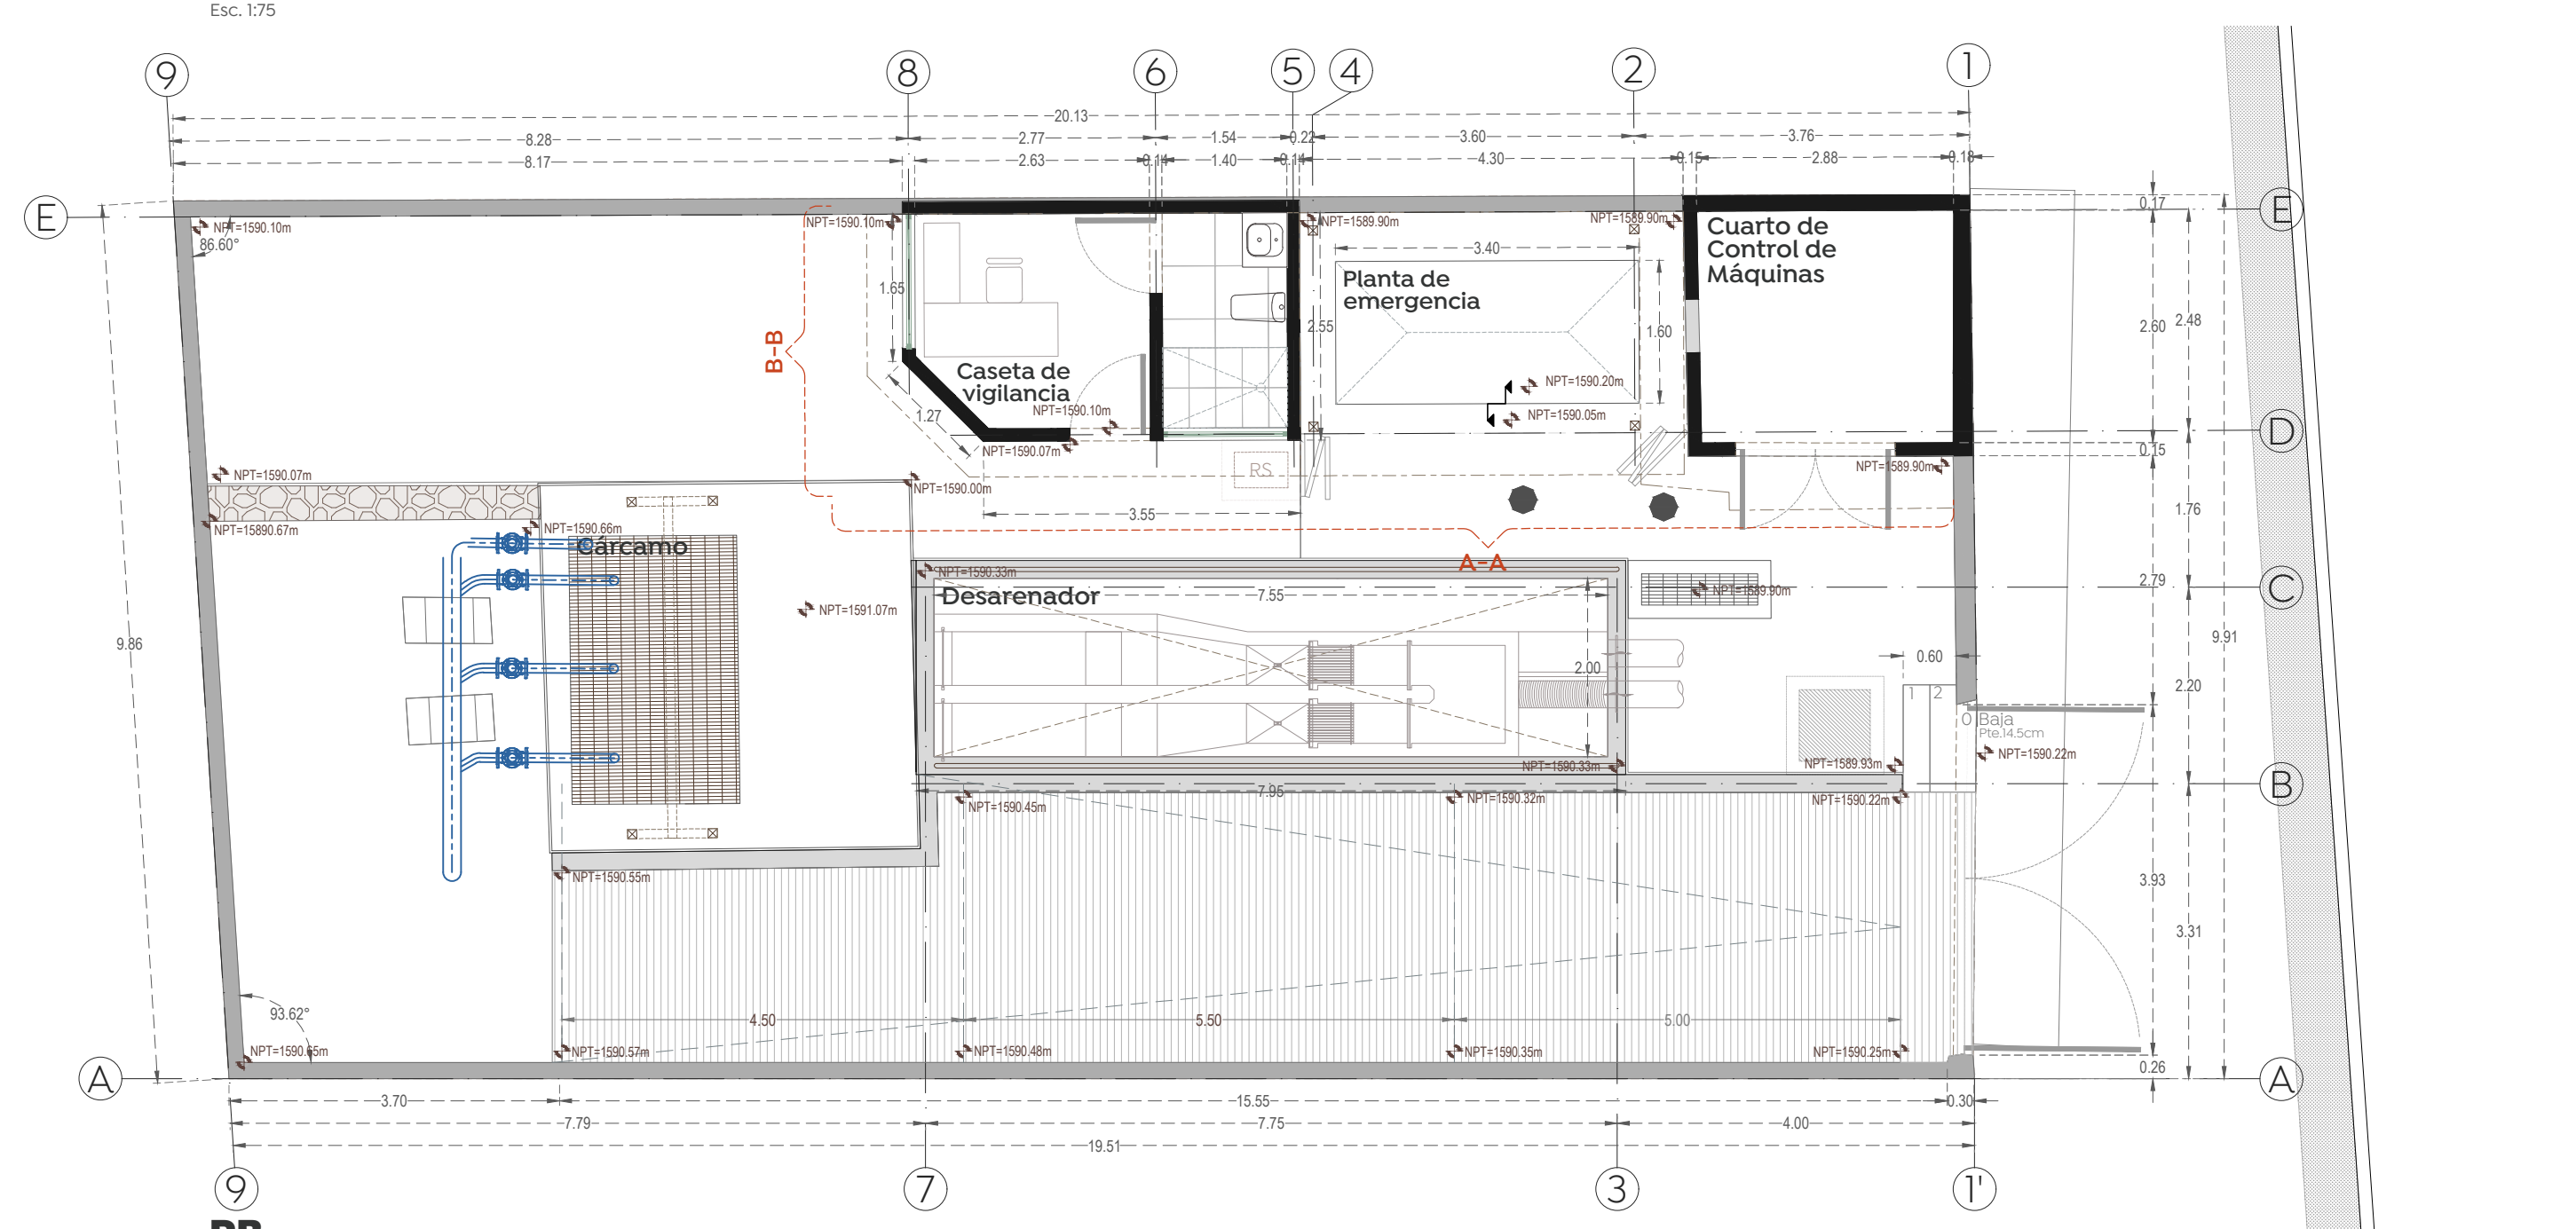 Esc. 1:75
9
8
6
5
4
2
1
20.13
8.28
2.77
1.54
0.22
3.60
3.76
8.17
2.63
0.14
1.40
0.14
4.30
0.15
2.88
0.18
E
E
NPT=1590.10m
86.60°
NPT=1590.10m
NPT=1589.90m
NPT=1589.90m
0.17
Cuarto de
Control de
Máquinas
3.40
Planta de
emergencia
1.65
2.55
1.60
2.60
2.48
B-B
Caseta de
vigilancia
NPT=1590.20m
NPT=1590.10m
NPT=1590.05m
1.27
D
NPT=1590.07m
0.15
RS
NPT=1589.90m
NPT=1590.07m
NPT=1590.00m
3.55
1.76
NPT=15890.67m
NPT=1590.66m
Cárcamo
A-A
NPT=1590.33m
2.79
C
Desarenador
7.55
NPT=1589.90m
NPT=1591.07m
9.86
9.91
2.00
0.60
2.20
1
2
0
Baja
Pte.14.5cm
NPT=1590.22m
NPT=1590.33m
NPT=1589.93m
B
7.95
NPT=1590.45m
NPT=1590.32m
NPT=1590.22m
NPT=1590.55m
3.93
3.31
93.62°
4.50
5.50
5.00
NPT=1590.65m
NPT=1590.57m
NPT=1590.48m
NPT=1590.35m
NPT=1590.25m
0.26
A
A
3.70
15.55
0.30
7.79
7.75
4.00
19.51
9
7
3
1'